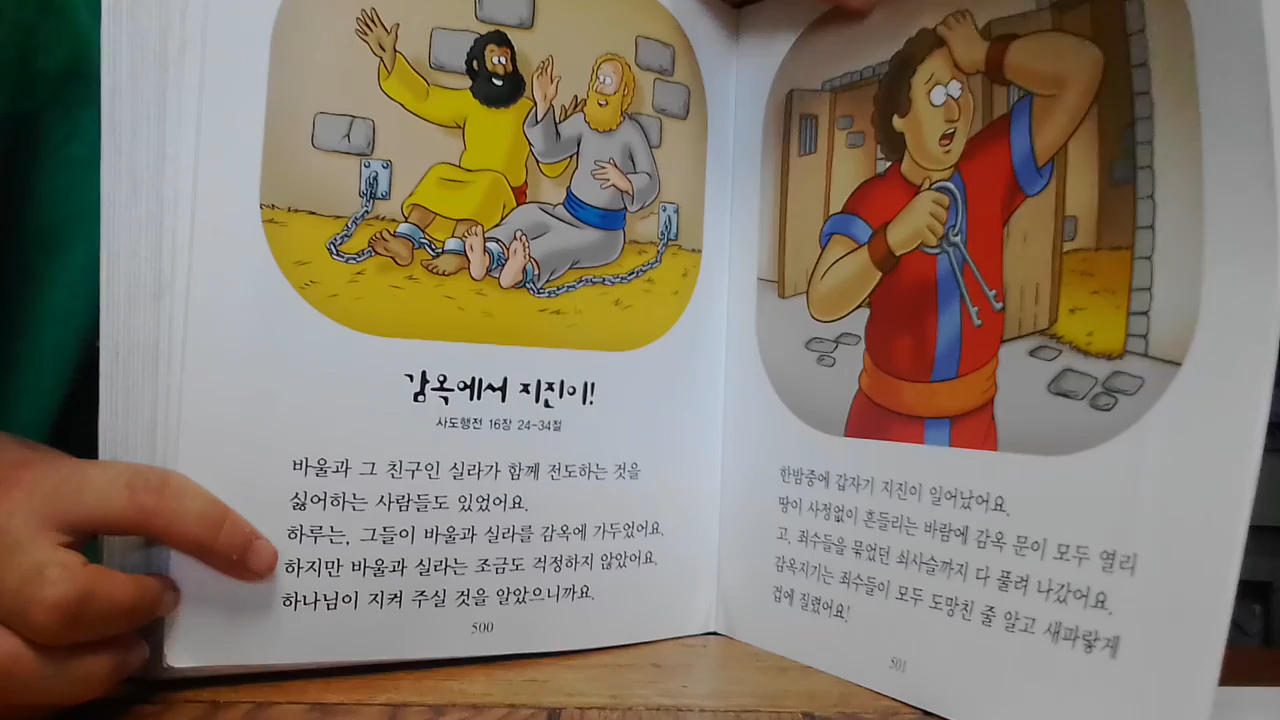 감옥에서 지진이!
사도행전 16장 24-34절
바울과 그 친구인 실라가 함께 전도하는 것을
싫어하는 사람들도 있었어요.
하루는, 그들이 바울과 실라를 감옥에 가두었어요.
하지만 바울과 실라는 조금도 걱정하지 않았어요.
하나님이 지켜 주실 것을 알았으니까요.
500
한밤중에 갑자기 지진이 일어났어요.
땅이 사정없이 흔들리는 바람에 감옥 문이 모두 열리
고, 죄수들을 묶었던 쇠사슬까지 다 풀려 나갔어요.
감옥지기는 죄수들이 모두 도망친 줄 알고 새파랗게
겁에 질렸어요!
501